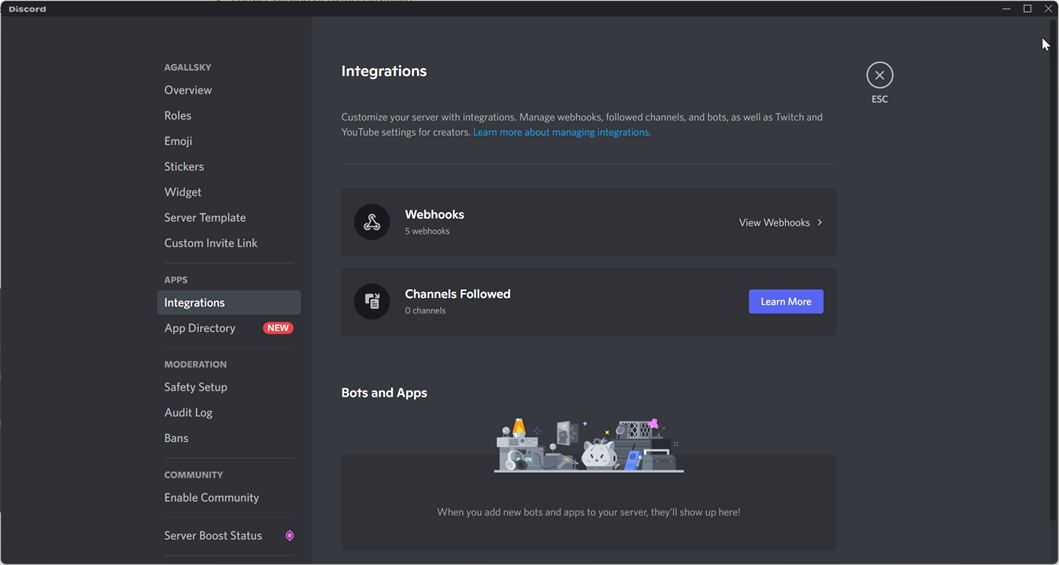 Discord
AGALLSKY
Overview
Roles
Emoji
Stickers
Widget
Server Template
Custom Invite Link
APPS
Integrations
App Directory NEW
MODERATION
Safety Setup
Audit Log
Bans
COMMUNITY
Enable Community
Server Boost Status
Integrations
ESC
Customize your server with integrations. Manage webhooks, followed channels, and bots, as well as Twitch and
YouTube settings for creators. Learn more about managing integrations.
Webhooks
5 webhooks
View Webhooks
Channels Followed
0 channels
Learn More
Bots and Apps
When you add new bots and apps to your server, they'll show up here!